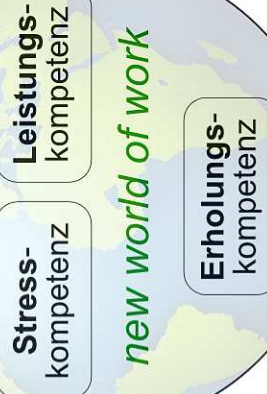 Stress-
kompetenz
Leistungs-
kompetenz
new world of work
Erholungs-
kompetenz